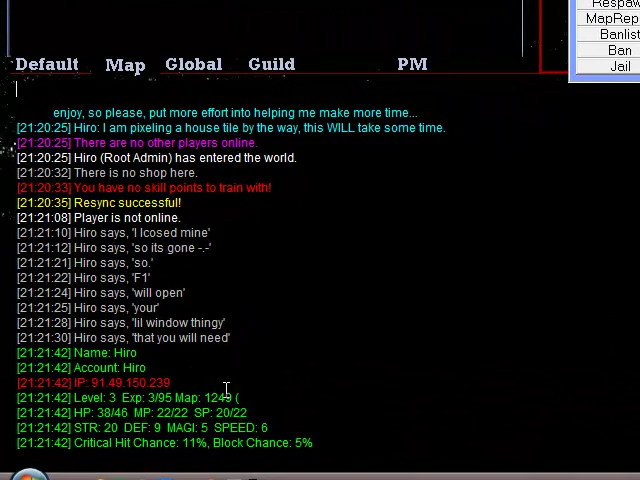 Respaw
MapRep
Banlist
Ban
Jail
Default Map Global Guild PM
enjoy, so please, put more effort into helping me make more time...
[21:20:25] Hiro: I am pixeling a house tile by the way, this WILL take some time.
[21:20:25] There are no other players online.
[21:20:25] Hiro (Root Admin) has entered the world.
[21:20:32] There is no shop here.
[21:20:33] You have no skill points to train with!
[21:20:35] Resync successful!
[21:21:08] Player is not online.
[21:21:10] Hiro says, 'I lcosed mine'
[21:21:12] Hiro says, 'so its gone -.-'
[21:21:21] Hiro says, 'so.'
[21:21:22] Hiro says, 'F1'
[21:21:24] Hiro says, 'will open'
[21:21:25] Hiro says, 'your'
[21:21:28] Hiro says, 'lil window thingy'
[21:21:30] Hiro says, 'that you will need'
[21:21:42] Name: Hiro
[21:21:42] Account: Hiro
[21:21:42] IP: 91.49.150.239
[21:21:42] Level: 3 Exp: 3/95 Map: 1249 (
[21:21:42] HP: 38/46 MP: 22/22 SP: 20/22
[21:21:42] STR: 20 DEF: 9 MAGI: 5 SPEED: 6
[21:21:42] Critical Hit Chance: 11%, Block Chance: 5%